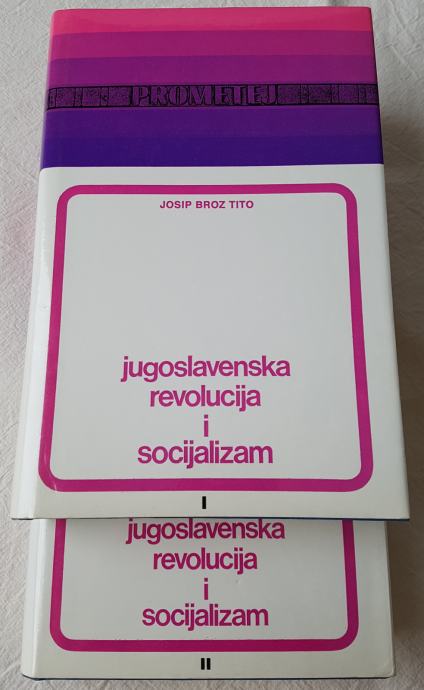 PROMETEJ
JOSIP BROZ TITO
jugoslavenska
revolucija
i
socijalizam
I
jugoslavenska
revolucija
i
socijalizam
II